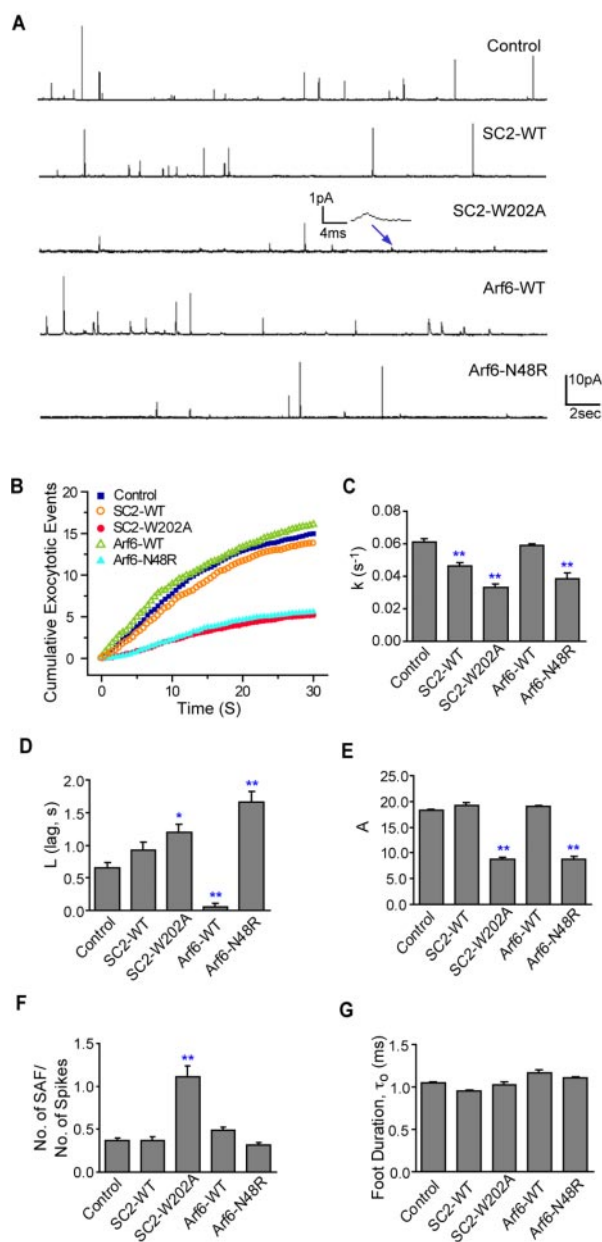 A
Control
SC2-WT
1pA
4ms
SC2-W202A
Arf6-WT
Arf6-N48R
10pA
2sec
B
Cumulative Exocytotic Events
20
15
10
5
0
Control
SC2-WT
SC2-W202A
Arf6-WT
Arf6-N48R
0 10 20 30
Time (S)
C
k (s⁻¹)
0.08
0.06
0.04
0.02
0.00
** ** **
Control SC2-WT SC2-W202A Arf6-WT Arf6-N48R
D
L (lag, s)
2.0
1.5
1.0
0.5
0.0
* ** **
Control SC2-WT SC2-W202A Arf6-WT Arf6-N48R
E
A
25.0
20.0
15.0
10.0
5.0
0.0
** **
Control SC2-WT SC2-W202A Arf6-WT Arf6-N48R
F
No. of SAF/
No. of Spikes
1.5
1.0
0.5
0.0
**
Control SC2-WT SC2-W202A Arf6-WT Arf6-N48R
G
Foot Duration, τ₀ (ms)
1.5
1.0
0.5
0.0
Control SC2-WT SC2-W202A Arf6-WT Arf6-N48R